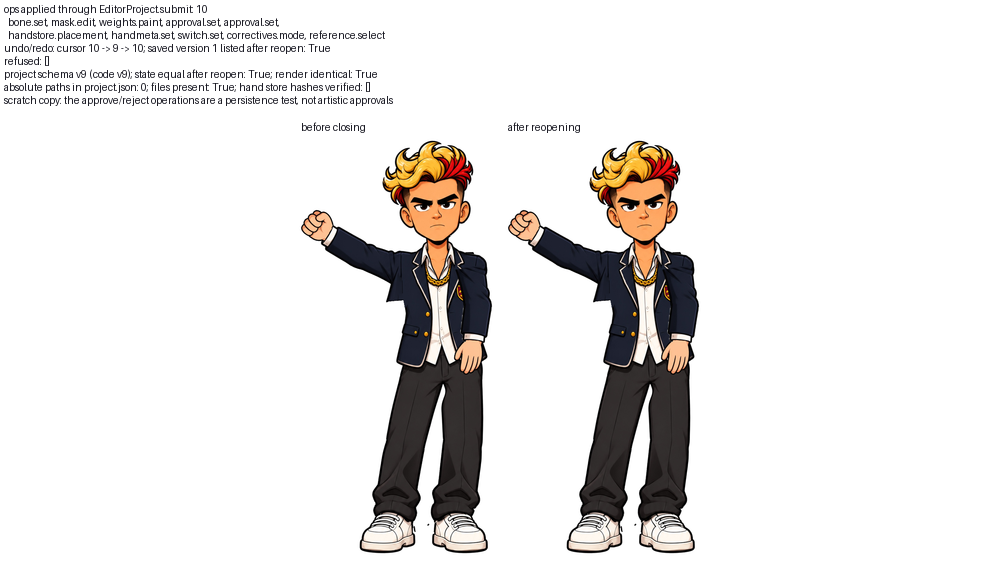 ops applied through EditorProject.submit: 10
bone.set, mask.edit, weights.paint, approval.set, approval.set,
handstore.placement, handmeta.set, switch.set, correctives.mode, reference.select
undo/redo: cursor 10 -> 9 -> 10; saved version 1 listed after reopen: True
refused: []
project schema v9 (code v9); state equal after reopen: True; render identical: True
absolute paths in project.json: 0; files present: True; hand store hashes verified: []
scratch copy: the approve/reject operations are a persistence test, not artistic approvals
before closing
after reopening